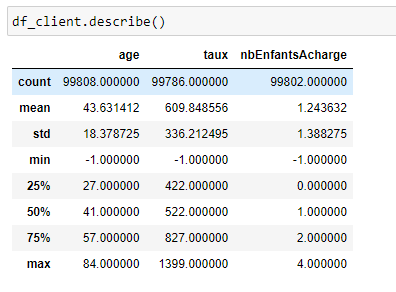 df_client.describe()
age taux nbEnfantsAcharge
count 99808.000000 99786.000000 99802.000000
mean 43.631412 609.848556 1.243632
std 18.378725 336.212495 1.388275
min -1.000000 -1.000000 -1.000000
25% 27.000000 422.000000 0.000000
50% 41.000000 522.000000 1.000000
75% 57.000000 827.000000 2.000000
max 84.000000 1399.000000 4.000000